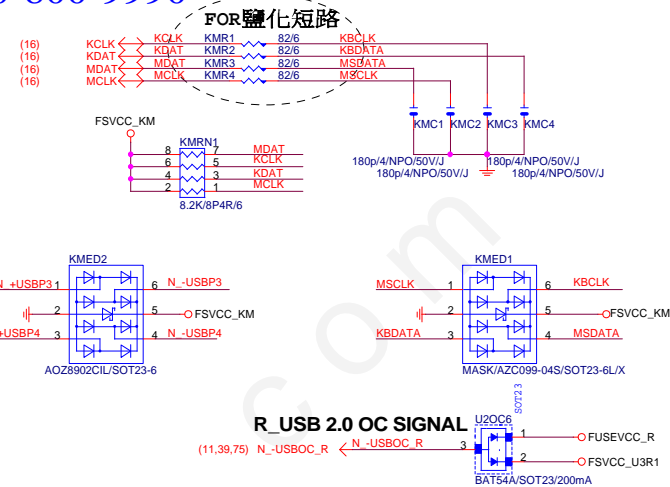 FOR鹽化短路
(16) KCLK KCLK KMR1 82/6 KBCLK
(16) KDAT KDAT KMR2 82/6 KBDATA
(16) MDAT MDAT KMR3 82/6 MSDATA
(16) MCLK MCLK KMR4 82/6 MSCLK
FSVCC_KM
KMC1 KMC2 KMC3 KMC4
KMRN1
8 7 MDAT
6 5 KCLK
4 3 KDAT
2 1 MCLK
8.2K/8P4R/6
180p/4/NPO/50V/J 180p/4/NPO/50V/J
180p/4/NPO/50V/J 180p/4/NPO/50V/J
KMED2 KMED1
N_+USBP3 1 6 N_-USBP3
2 5 FSVCC_KM
+USBP4 3 4 N_-USBP4
AOZ8902CIL/SOT23-6
MSCLK 1 6 KBCLK
2 5 FSVCC_KM
KBDATA 3 4 MSDATA
MASK/AZC099-04S/SOT23-6L/X
SOT23
R_USB 2.0 OC SIGNAL
U2OC6
(11,39,75) N_-USBOC_R N_-USBOC_R 3
1 FUSEVCC_R
2 FSVCC_U3R1
BAT54A/SOT23/200mA
com